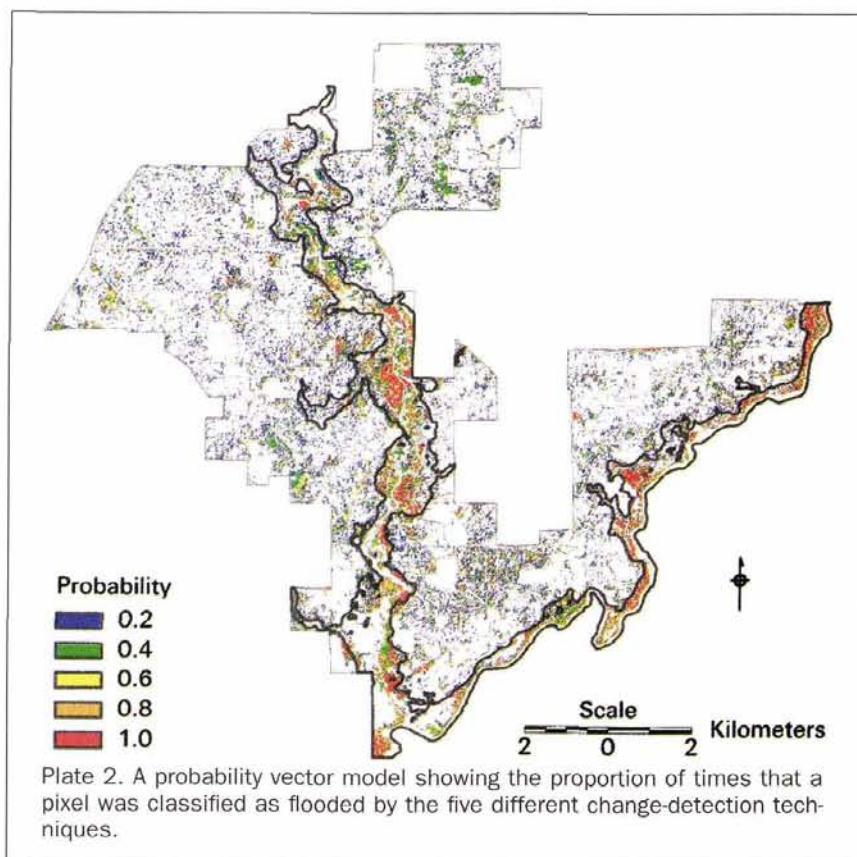 Probability
0.2
0.4
0.6
0.8
1.0
Scale
2 0 2 Kilometers
Plate 2. A probability vector model showing the proportion of times that a
pixel was classified as flooded by the five different change-detection tech-
niques.